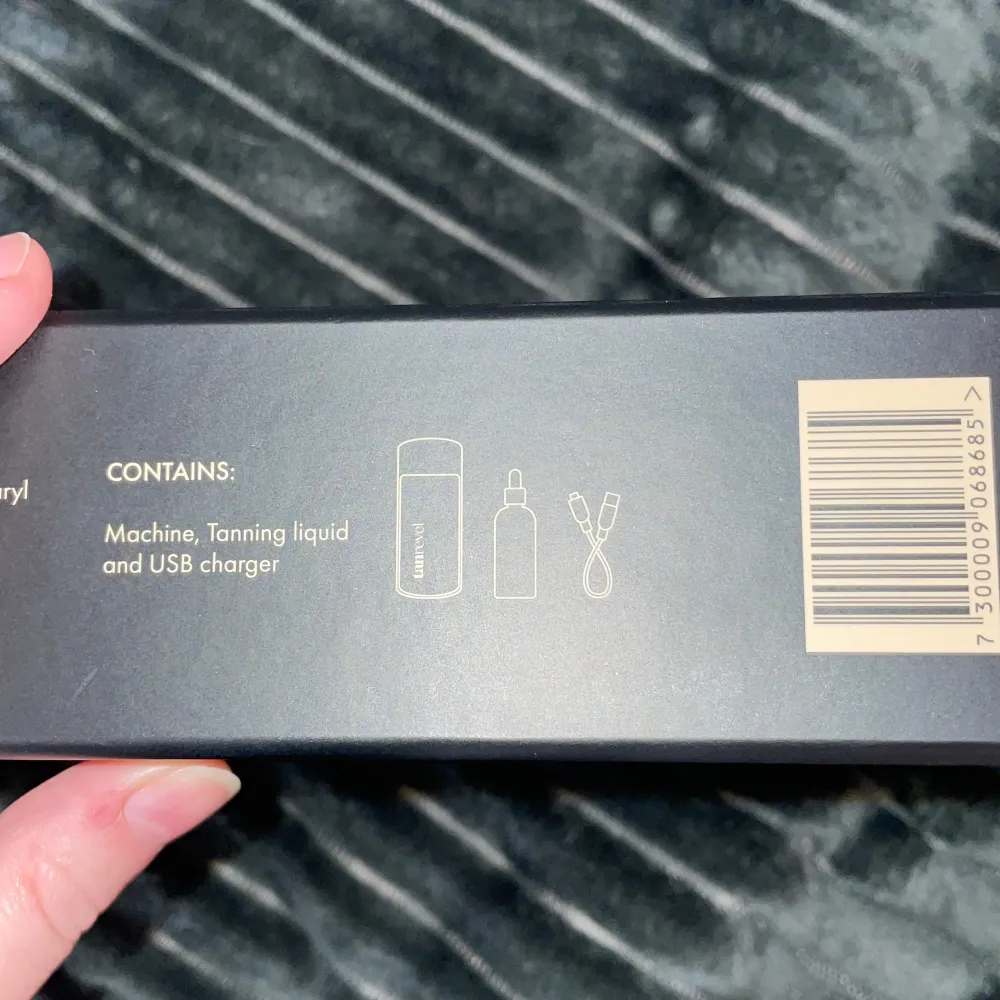 aryl
CONTAINS:
Machine, Tanning liquid
and USB charger
tanrevel
7 300009 068685 >